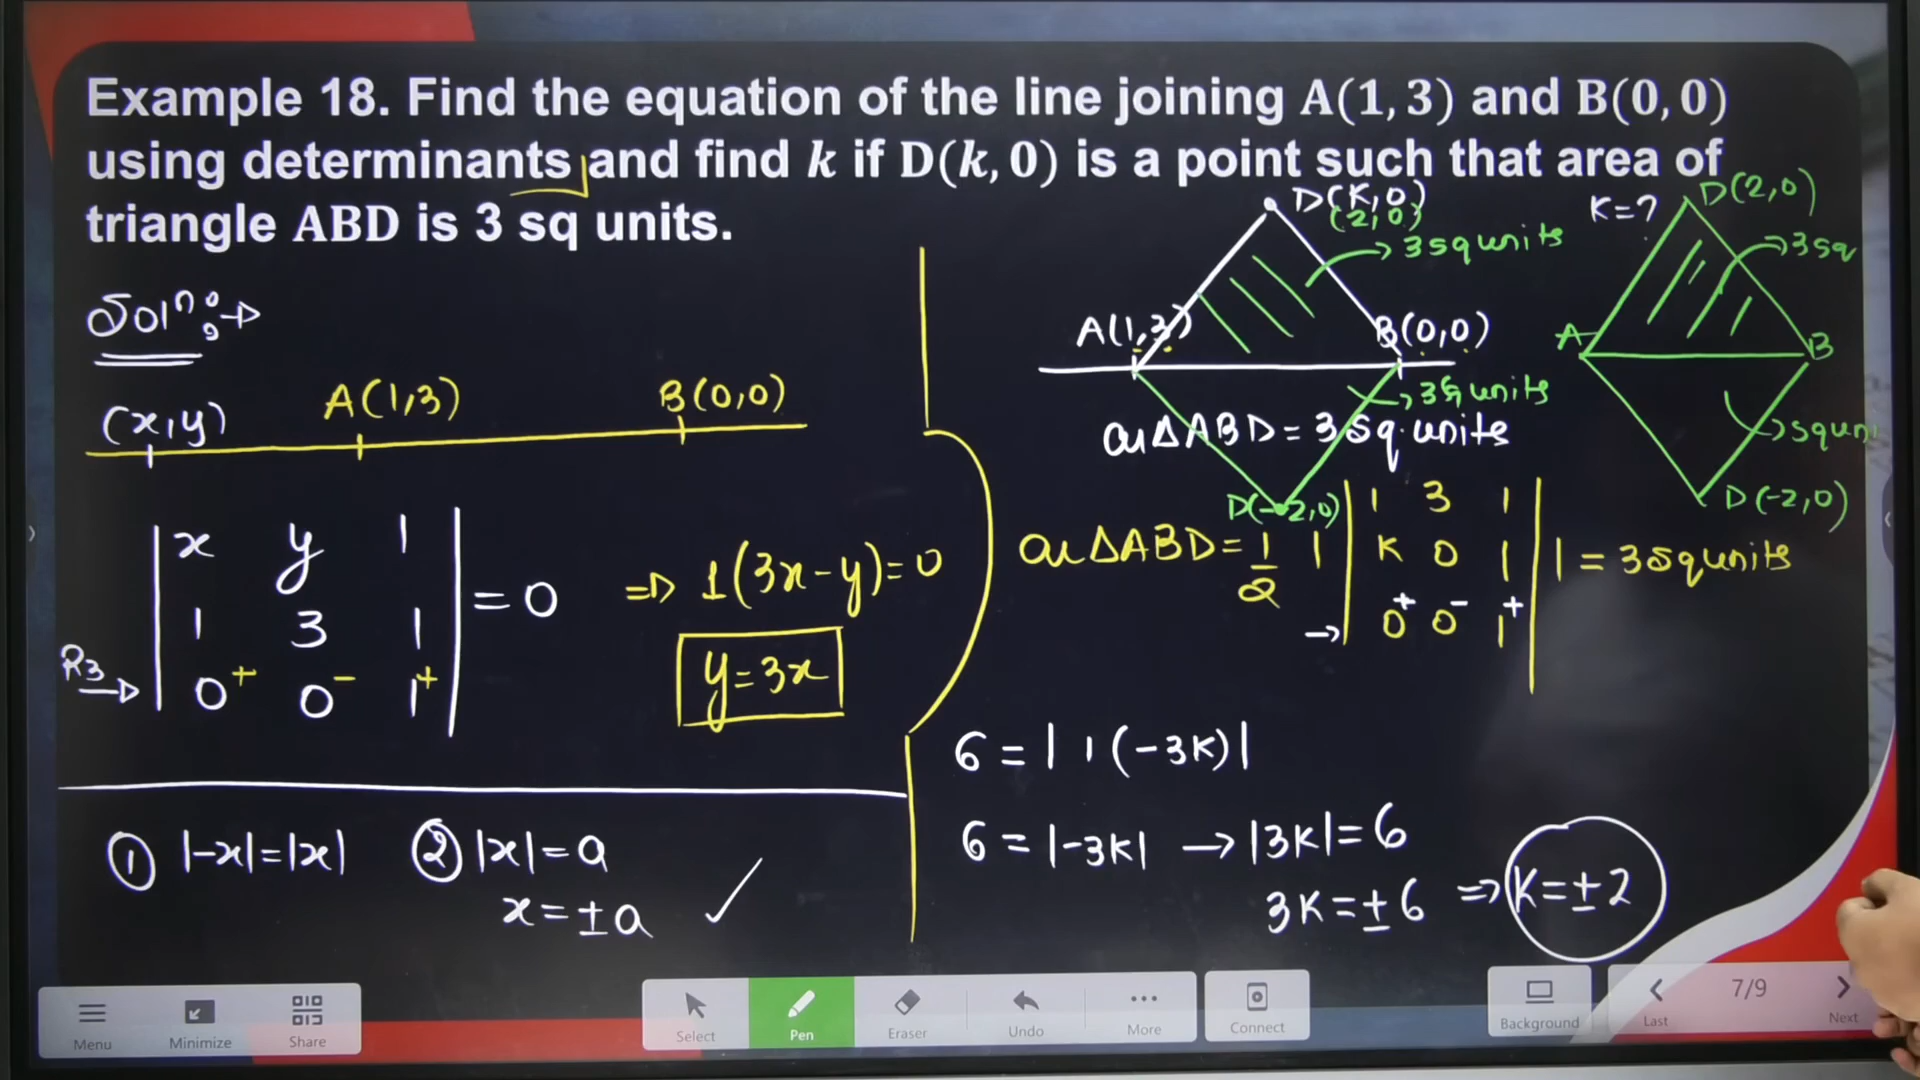 Example 18. Find the equation of the line joining A(1, 3) and B(0, 0)
using determinants and find k if D(k, 0) is a point such that area of
triangle ABD is 3 sq units.
Solⁿ: →
(x,y) A(1,3) B(0,0)
x y 1
1 3 1
R3 → 0⁺ 0⁻ 1⁺
= 0
⇒ 1(3x-y)=0
y=3x
① |-x|=|x| ② |x|=a
x=±a ✓
D(K,0)
(2,0)
→ 3 sq units
A(1,3) B(0,0)
→ 3 sq units
ar ΔABD = 3 sq. units
D(-2,0)
K=?
D(2,0)
→ 3 sq
A B
→ squni
D(-2,0)
ar ΔABD = 1/2 |
1 3 1
K 0 1
→ 0⁺ 0⁻ 1⁺
| = 3 sq units
6 = | 1 (-3K)|
6 = |-3K| → |3K|= 6
3K = ±6 ⇒ K=±2
Menu Minimize Share Select Pen Eraser Undo More Connect Background Last 7/9 Next